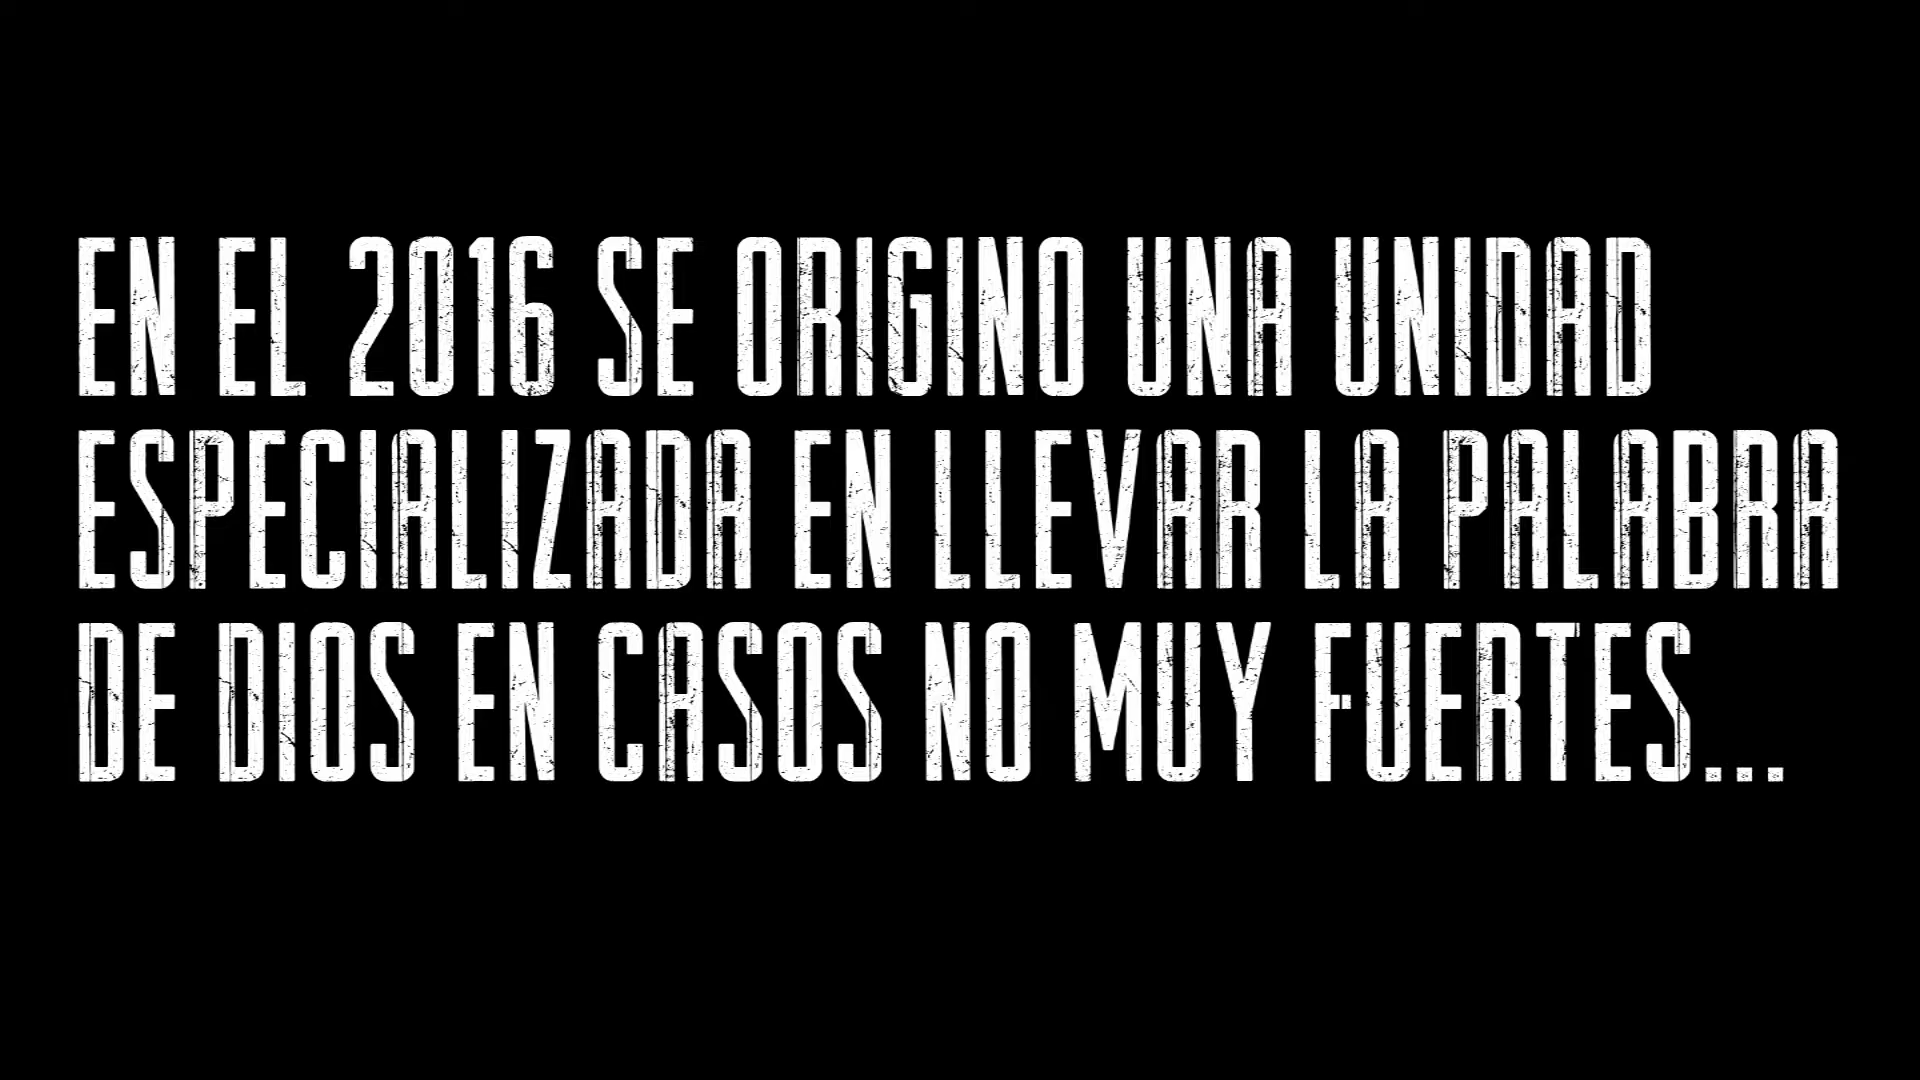 EN EL 2016 SE ORIGINO UNA UNIDAD
ESPECIALIZADA EN LLEVAR LA PALABRA
DE DIOS EN CASOS NO MUY FUERTES...